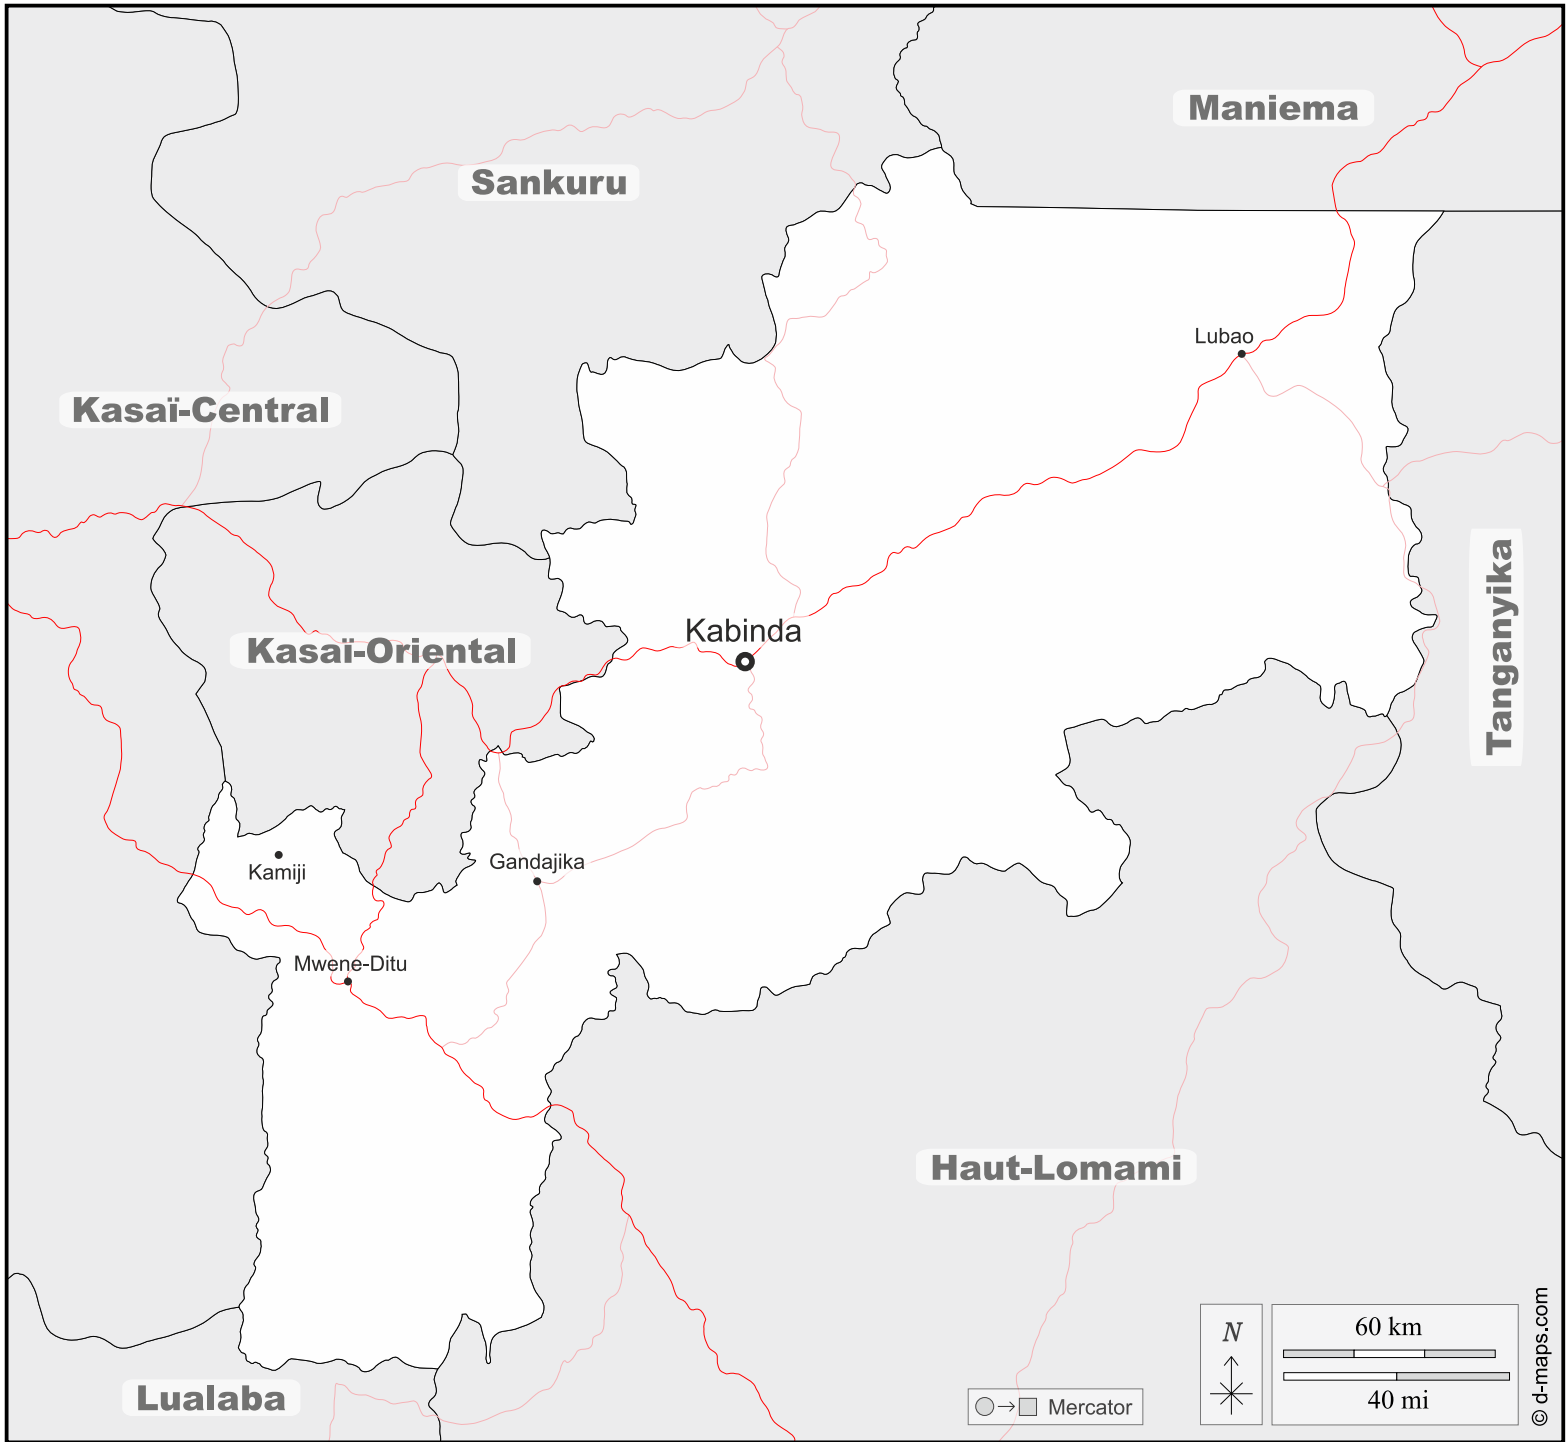 Maniema
Sankuru
Lubao
Kasaï-Central
Tanganyika
Kabinda
Kasaï-Oriental
Gandajika
Kamiji
Mwene-Ditu
Haut-Lomami
Lualaba
N
60 km
40 mi
Mercator
© d-maps.com